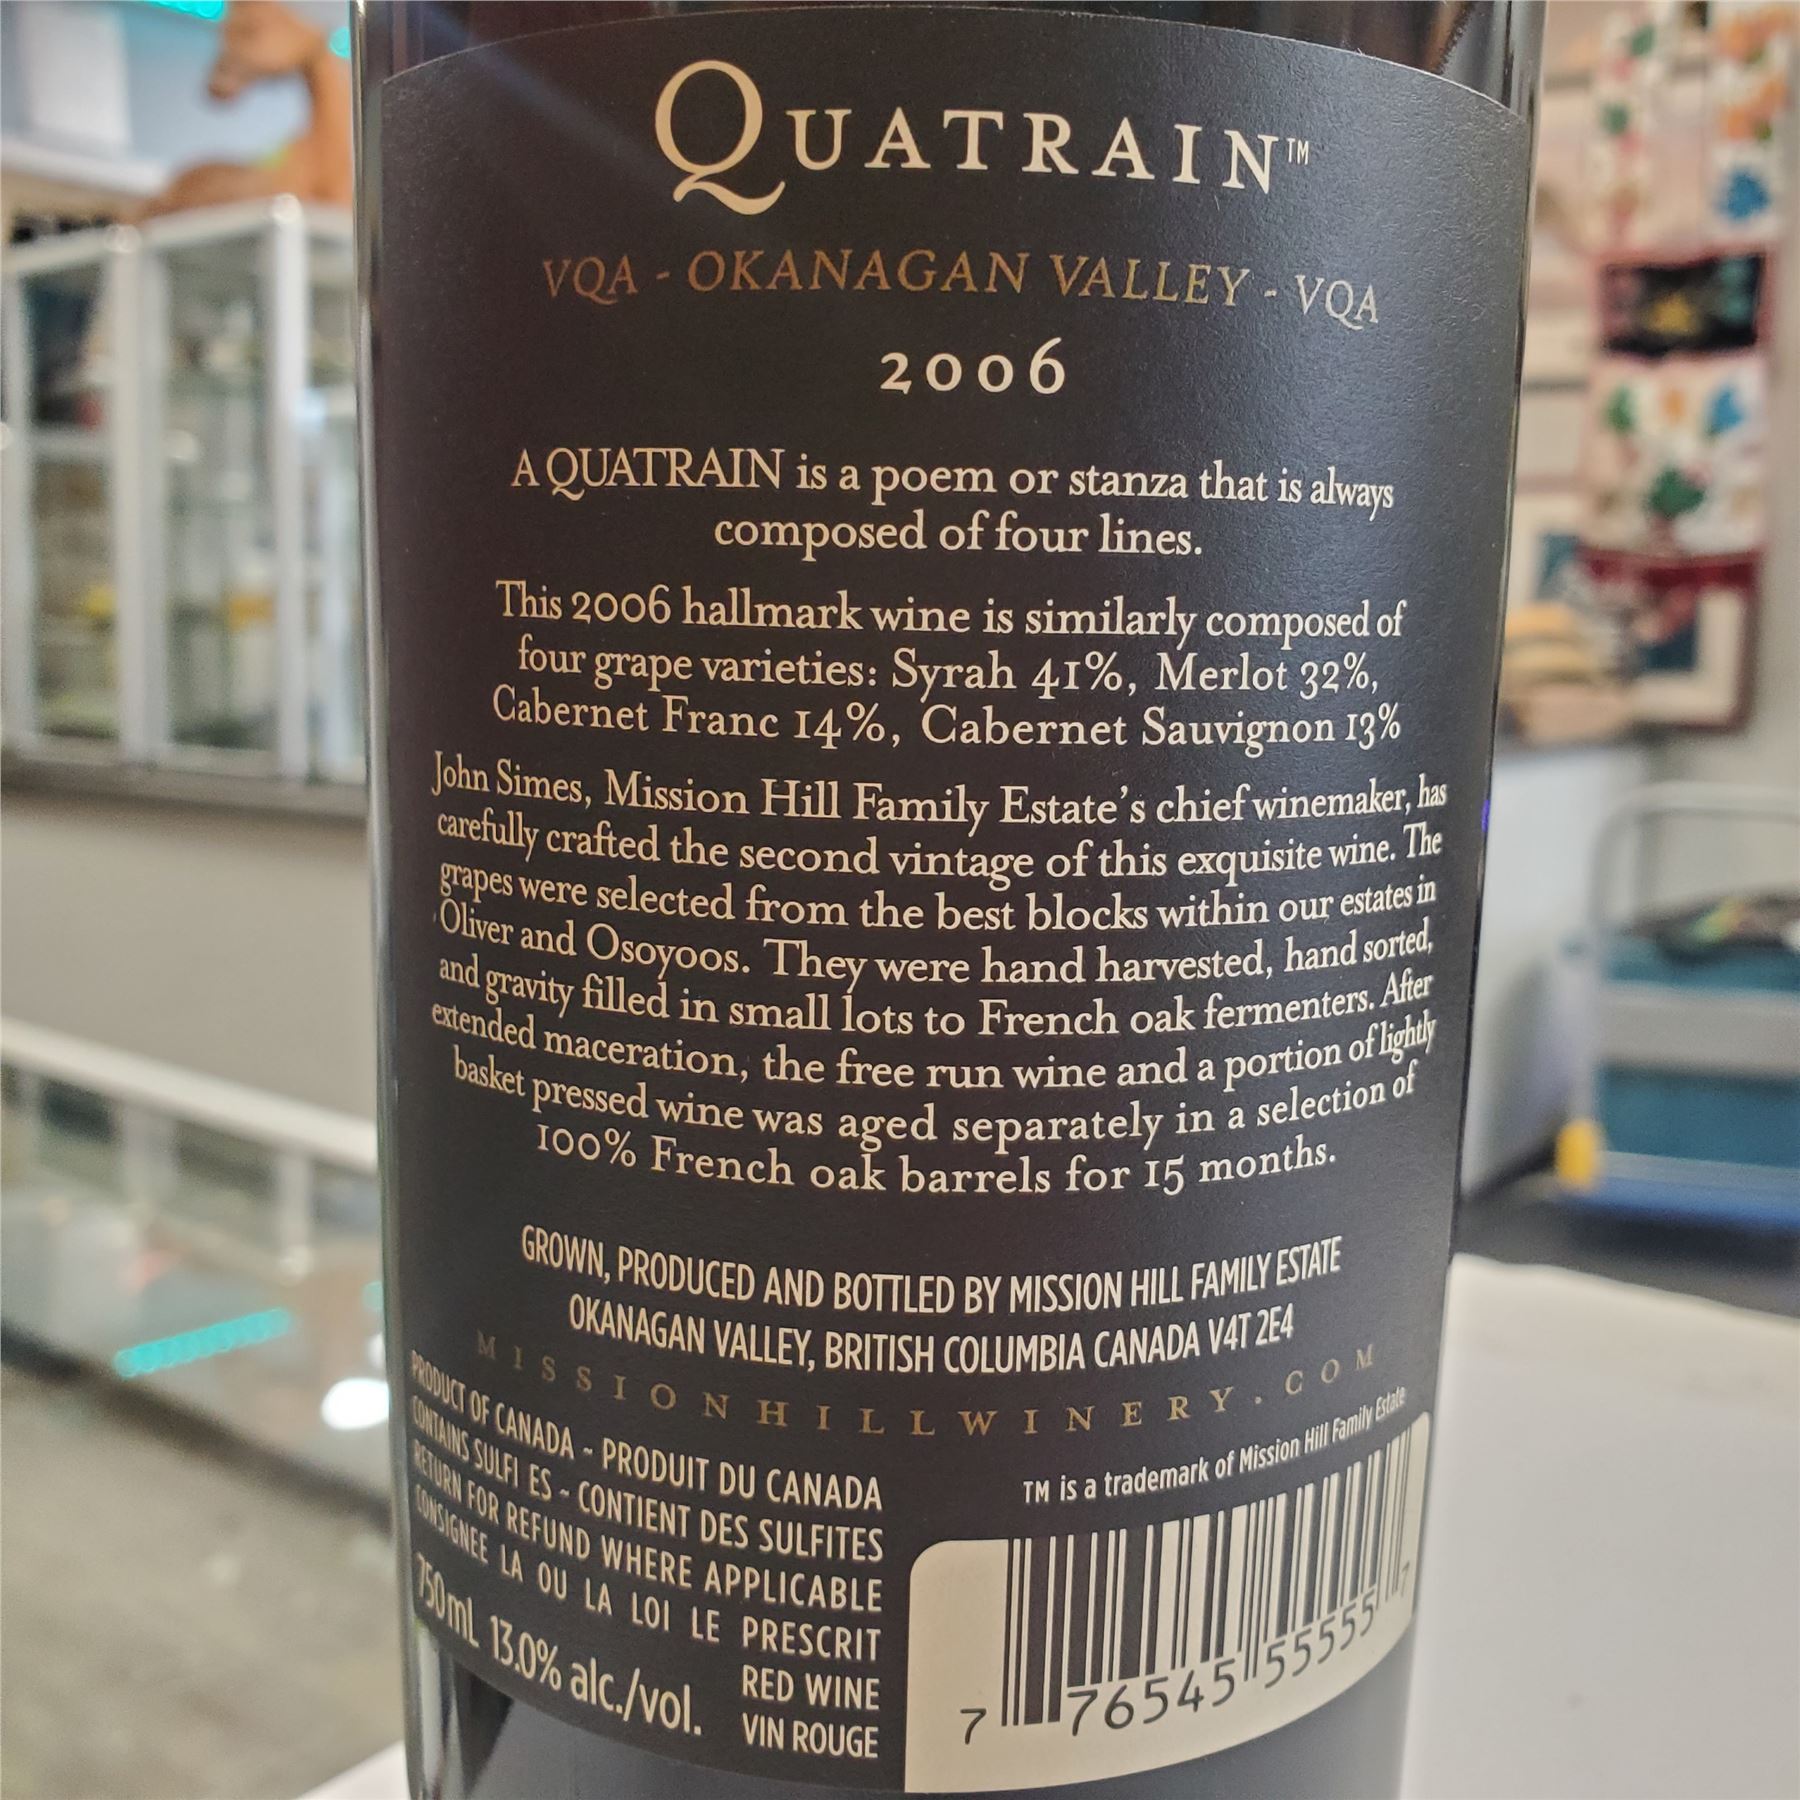 QUATRAIN™
VQA - OKANAGAN VALLEY - VQA
2006
A QUATRAIN is a poem or stanza that is always
composed of four lines.
This 2006 hallmark wine is similarly composed of
four grape varieties: Syrah 41%, Merlot 32%,
Cabernet Franc 14%, Cabernet Sauvignon 13%
John Simes, Mission Hill Family Estate's chief winemaker, has
carefully crafted the second vintage of this exquisite wine. The
grapes were selected from the best blocks within our estates in
Oliver and Osoyoos. They were hand harvested, hand sorted,
and gravity filled in small lots to French oak fermenters. After
extended maceration, the free run wine and a portion of lightly
basket pressed wine was aged separately in a selection of
100% French oak barrels for 15 months.
GROWN, PRODUCED AND BOTTLED BY MISSION HILL FAMILY ESTATE
OKANAGAN VALLEY, BRITISH COLUMBIA CANADA V4T 2E4
MISSIONHILLWINERY.COM
PRODUCT OF CANADA ~ PRODUIT DU CANADA
CONTAINS SULFI ES ~ CONTIENT DES SULFITES
RETURN FOR REFUND WHERE APPLICABLE
CONSIGNEE LA OU LA LOI LE PRESCRIT
750mL 13.0% alc./vol.
RED WINE
VIN ROUGE
TM is a trademark of Mission Hill Family Estate
7 76545 55555 7